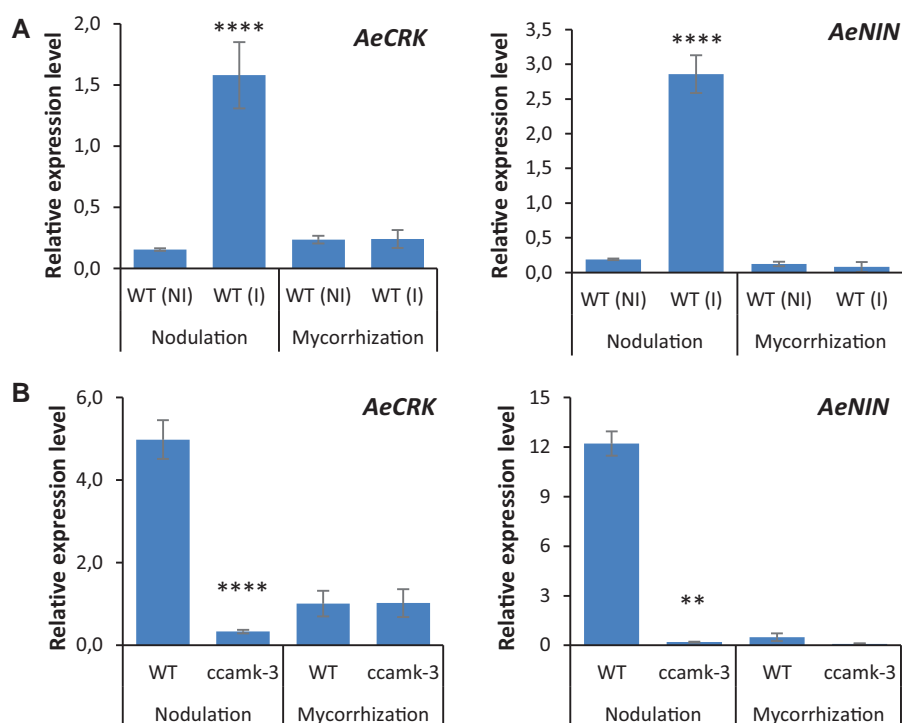 A
AeCRK
****
Relative expression level
2,0
1,5
1,0
0,5
0,0
WT (NI) WT (I) WT (NI) WT (I)
Nodulation Mycorrhization
AeNIN
****
Relative expression level
3,5
3,0
2,5
2,0
1,5
1,0
0,5
0,0
WT (NI) WT (I) WT (NI) WT (I)
Nodulation Mycorrhization
B
AeCRK
****
Relative expression level
6,0
4,0
2,0
0,0
WT ccamk-3 WT ccamk-3
Nodulation Mycorrhization
AeNIN
**
Relative expression level
15
12
9
6
3
0
WT ccamk-3 WT ccamk-3
Nodulation Mycorrhization